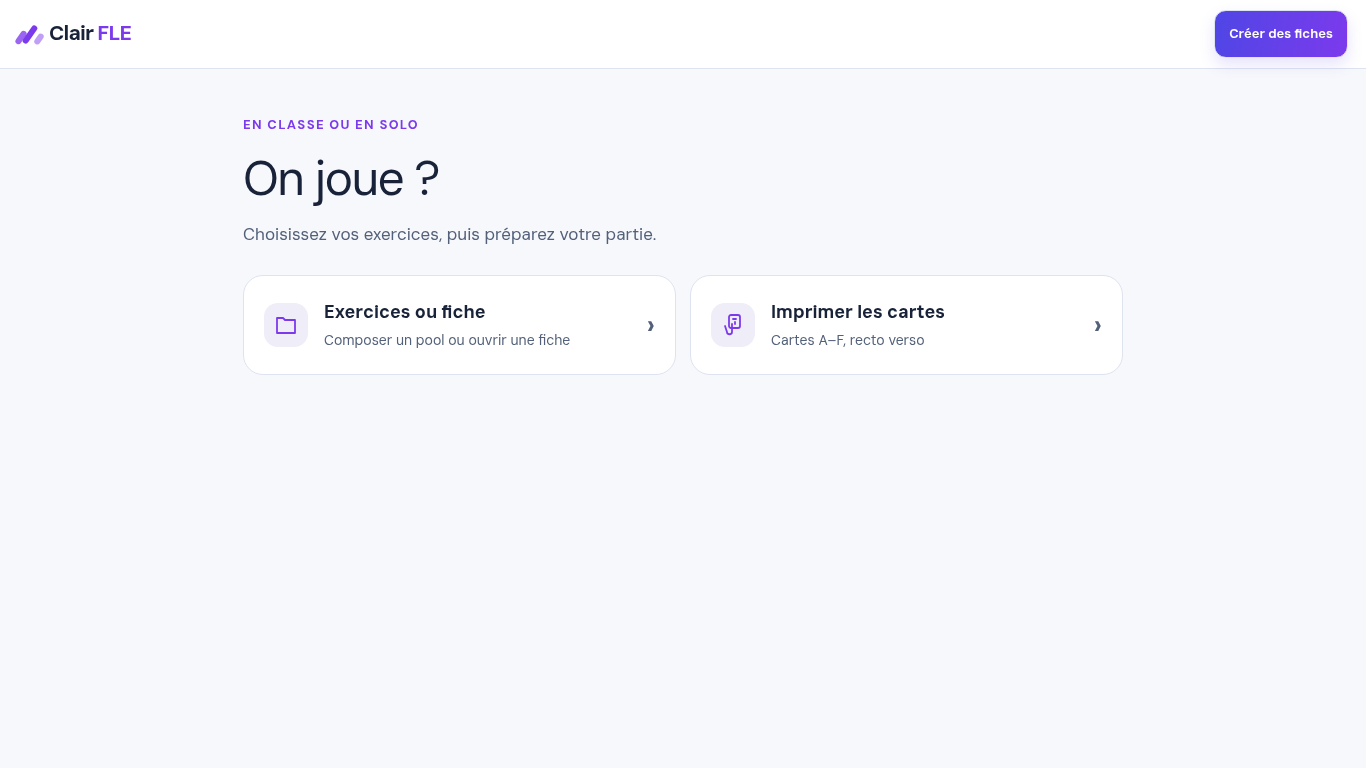 Clair FLE
Créer des fiches
EN CLASSE OU EN SOLO
On joue ?
Choisissez vos exercices, puis préparez votre partie.
Exercices ou fiche
Composer un pool ou ouvrir une fiche
›
Imprimer les cartes
Cartes A–F, recto verso
›